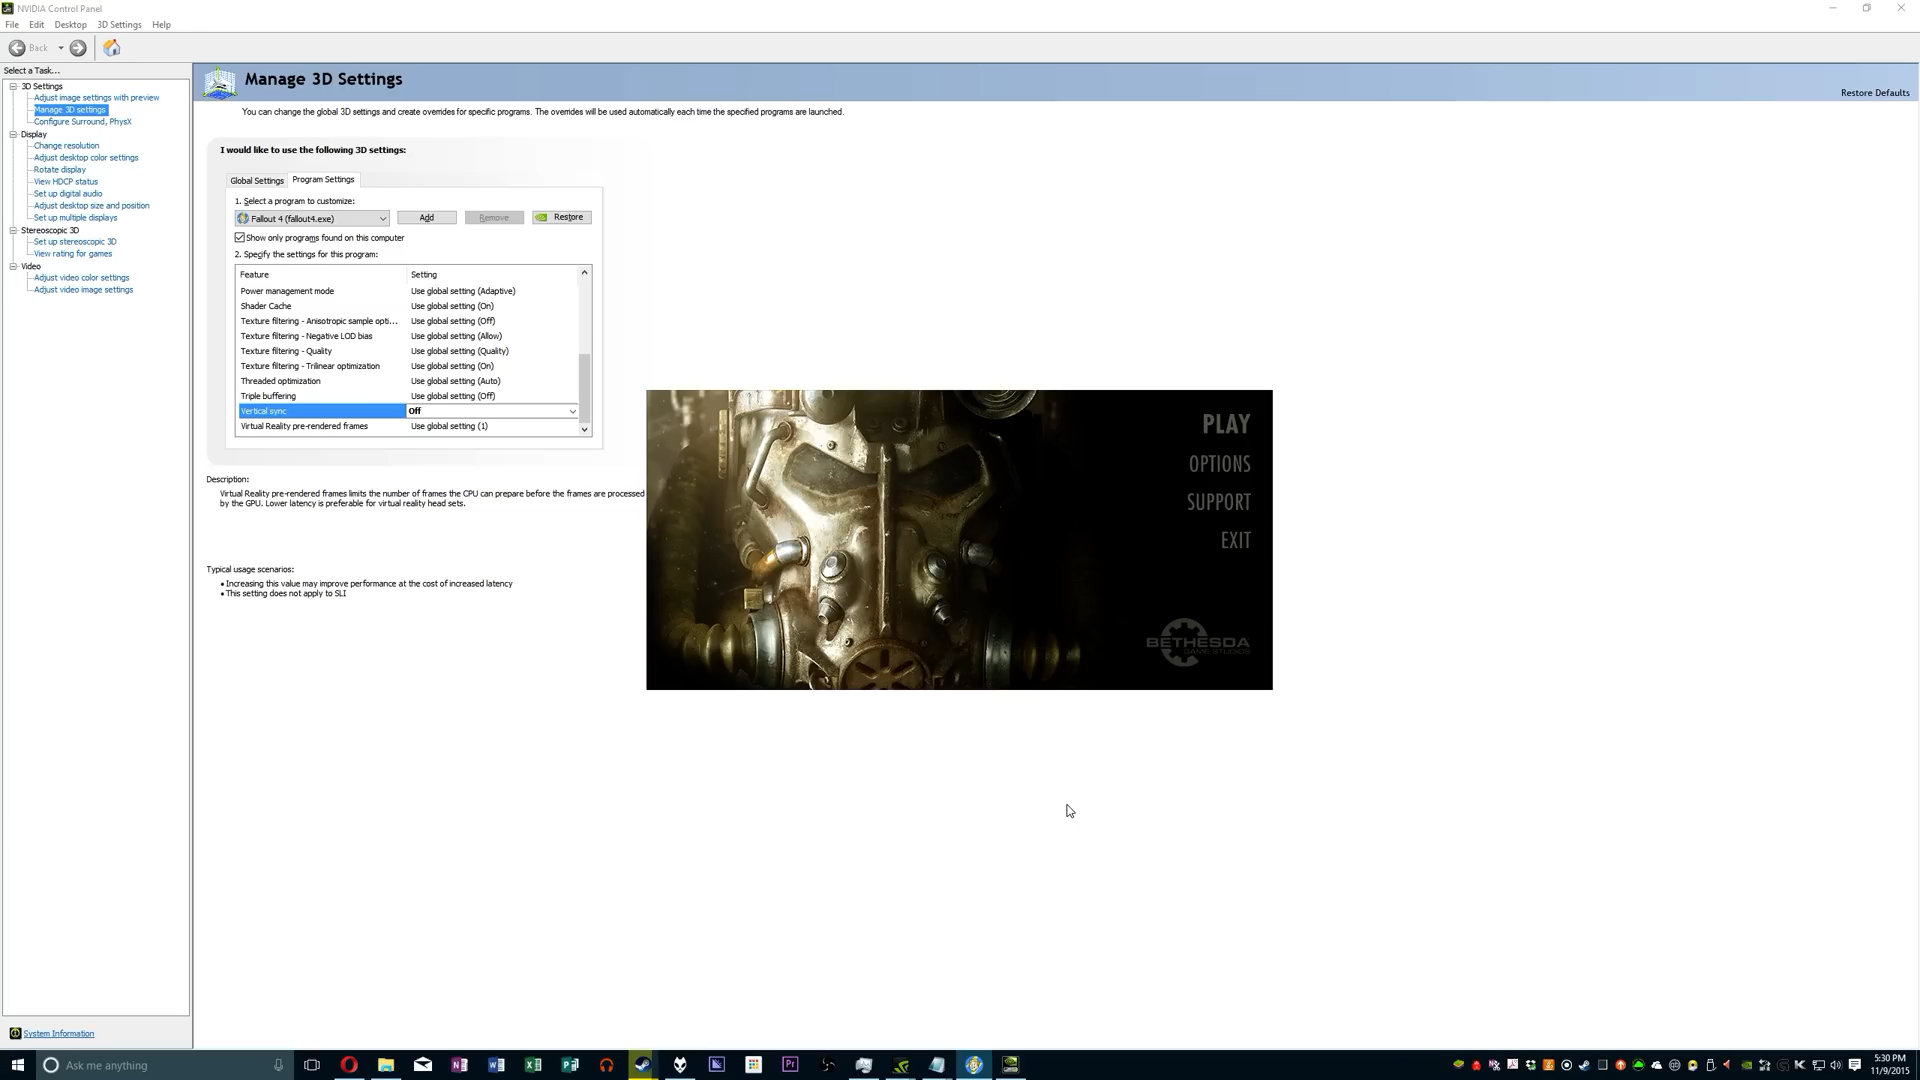 NVIDIA Control Panel
File Edit Desktop 3D Settings Help
Back
Select a Task...
3D Settings
Adjust image settings with preview
Manage 3D settings
Configure Surround, PhysX
Display
Change resolution
Adjust desktop color settings
Rotate display
View HDCP status
Set up digital audio
Adjust desktop size and position
Set up multiple displays
Stereoscopic 3D
Set up stereoscopic 3D
View rating for games
Video
Adjust video color settings
Adjust video image settings
System Information
Manage 3D Settings
Restore Defaults
You can change the global 3D settings and create overrides for specific programs. The overrides will be used automatically each time the specified programs are launched.
I would like to use the following 3D settings:
Global Settings Program Settings
1. Select a program to customize:
Fallout 4 (fallout4.exe) Add Remove Restore
Show only programs found on this computer
2. Specify the settings for this program:
Feature Setting
Power management mode Use global setting (Adaptive)
Shader Cache Use global setting (On)
Texture filtering - Anisotropic sample opti... Use global setting (Off)
Texture filtering - Negative LOD bias Use global setting (Allow)
Texture filtering - Quality Use global setting (Quality)
Texture filtering - Trilinear optimization Use global setting (On)
Threaded optimization Use global setting (Auto)
Triple buffering Use global setting (Off)
Vertical sync Off
Virtual Reality pre-rendered frames Use global setting (1)
Description:
Virtual Reality pre-rendered frames limits the number of frames the CPU can prepare before the frames are processed
by the GPU. Lower latency is preferable for virtual reality head sets.
Typical usage scenarios:
• Increasing this value may improve performance at the cost of increased latency
• This setting does not apply to SLI
PLAY
OPTIONS
SUPPORT
EXIT
BETHESDA
GAME STUDIOS
Ask me anything
5:30 PM
11/9/2015